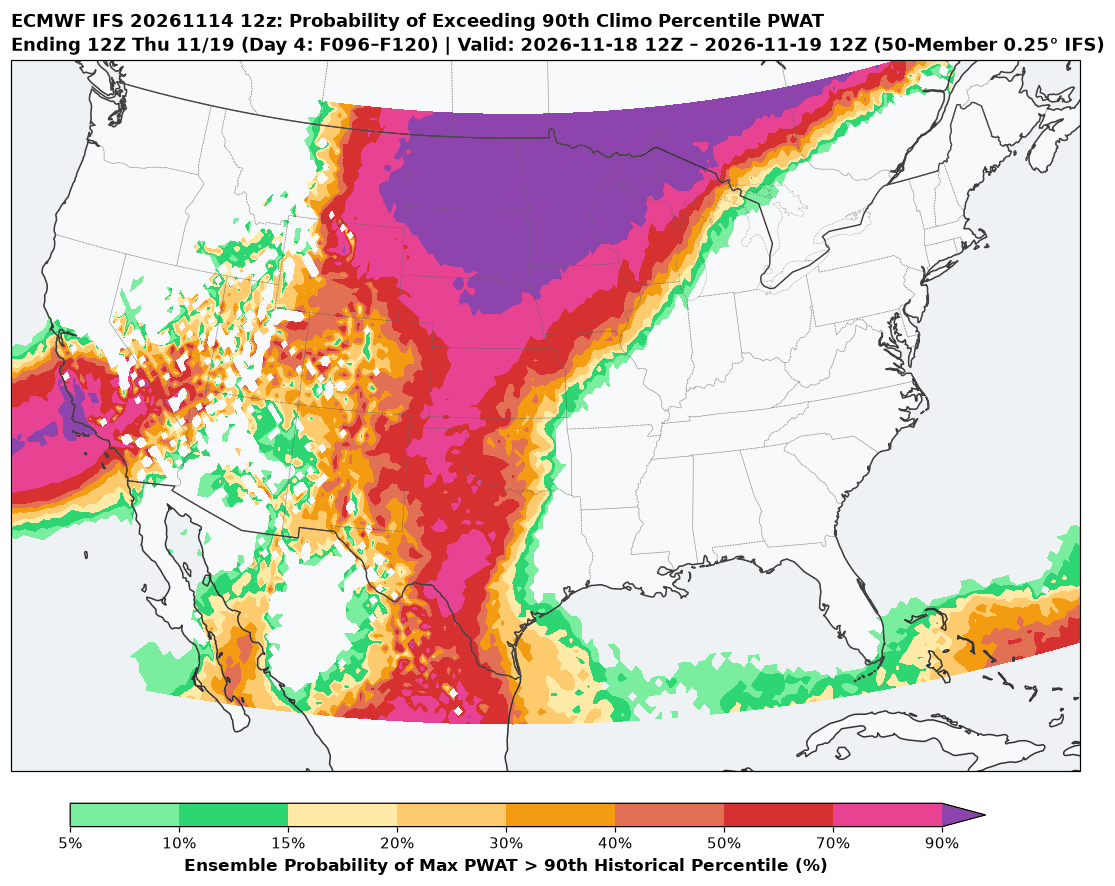 ECMWF IFS 20261114 12z: Probability of Exceeding 90th Climo Percentile PWAT
Ending 12Z Thu 11/19 (Day 4: F096–F120) | Valid: 2026-11-18 12Z – 2026-11-19 12Z (50-Member 0.25° IFS)
5% 10% 15% 20% 30% 40% 50% 70% 90%
Ensemble Probability of Max PWAT > 90th Historical Percentile (%)